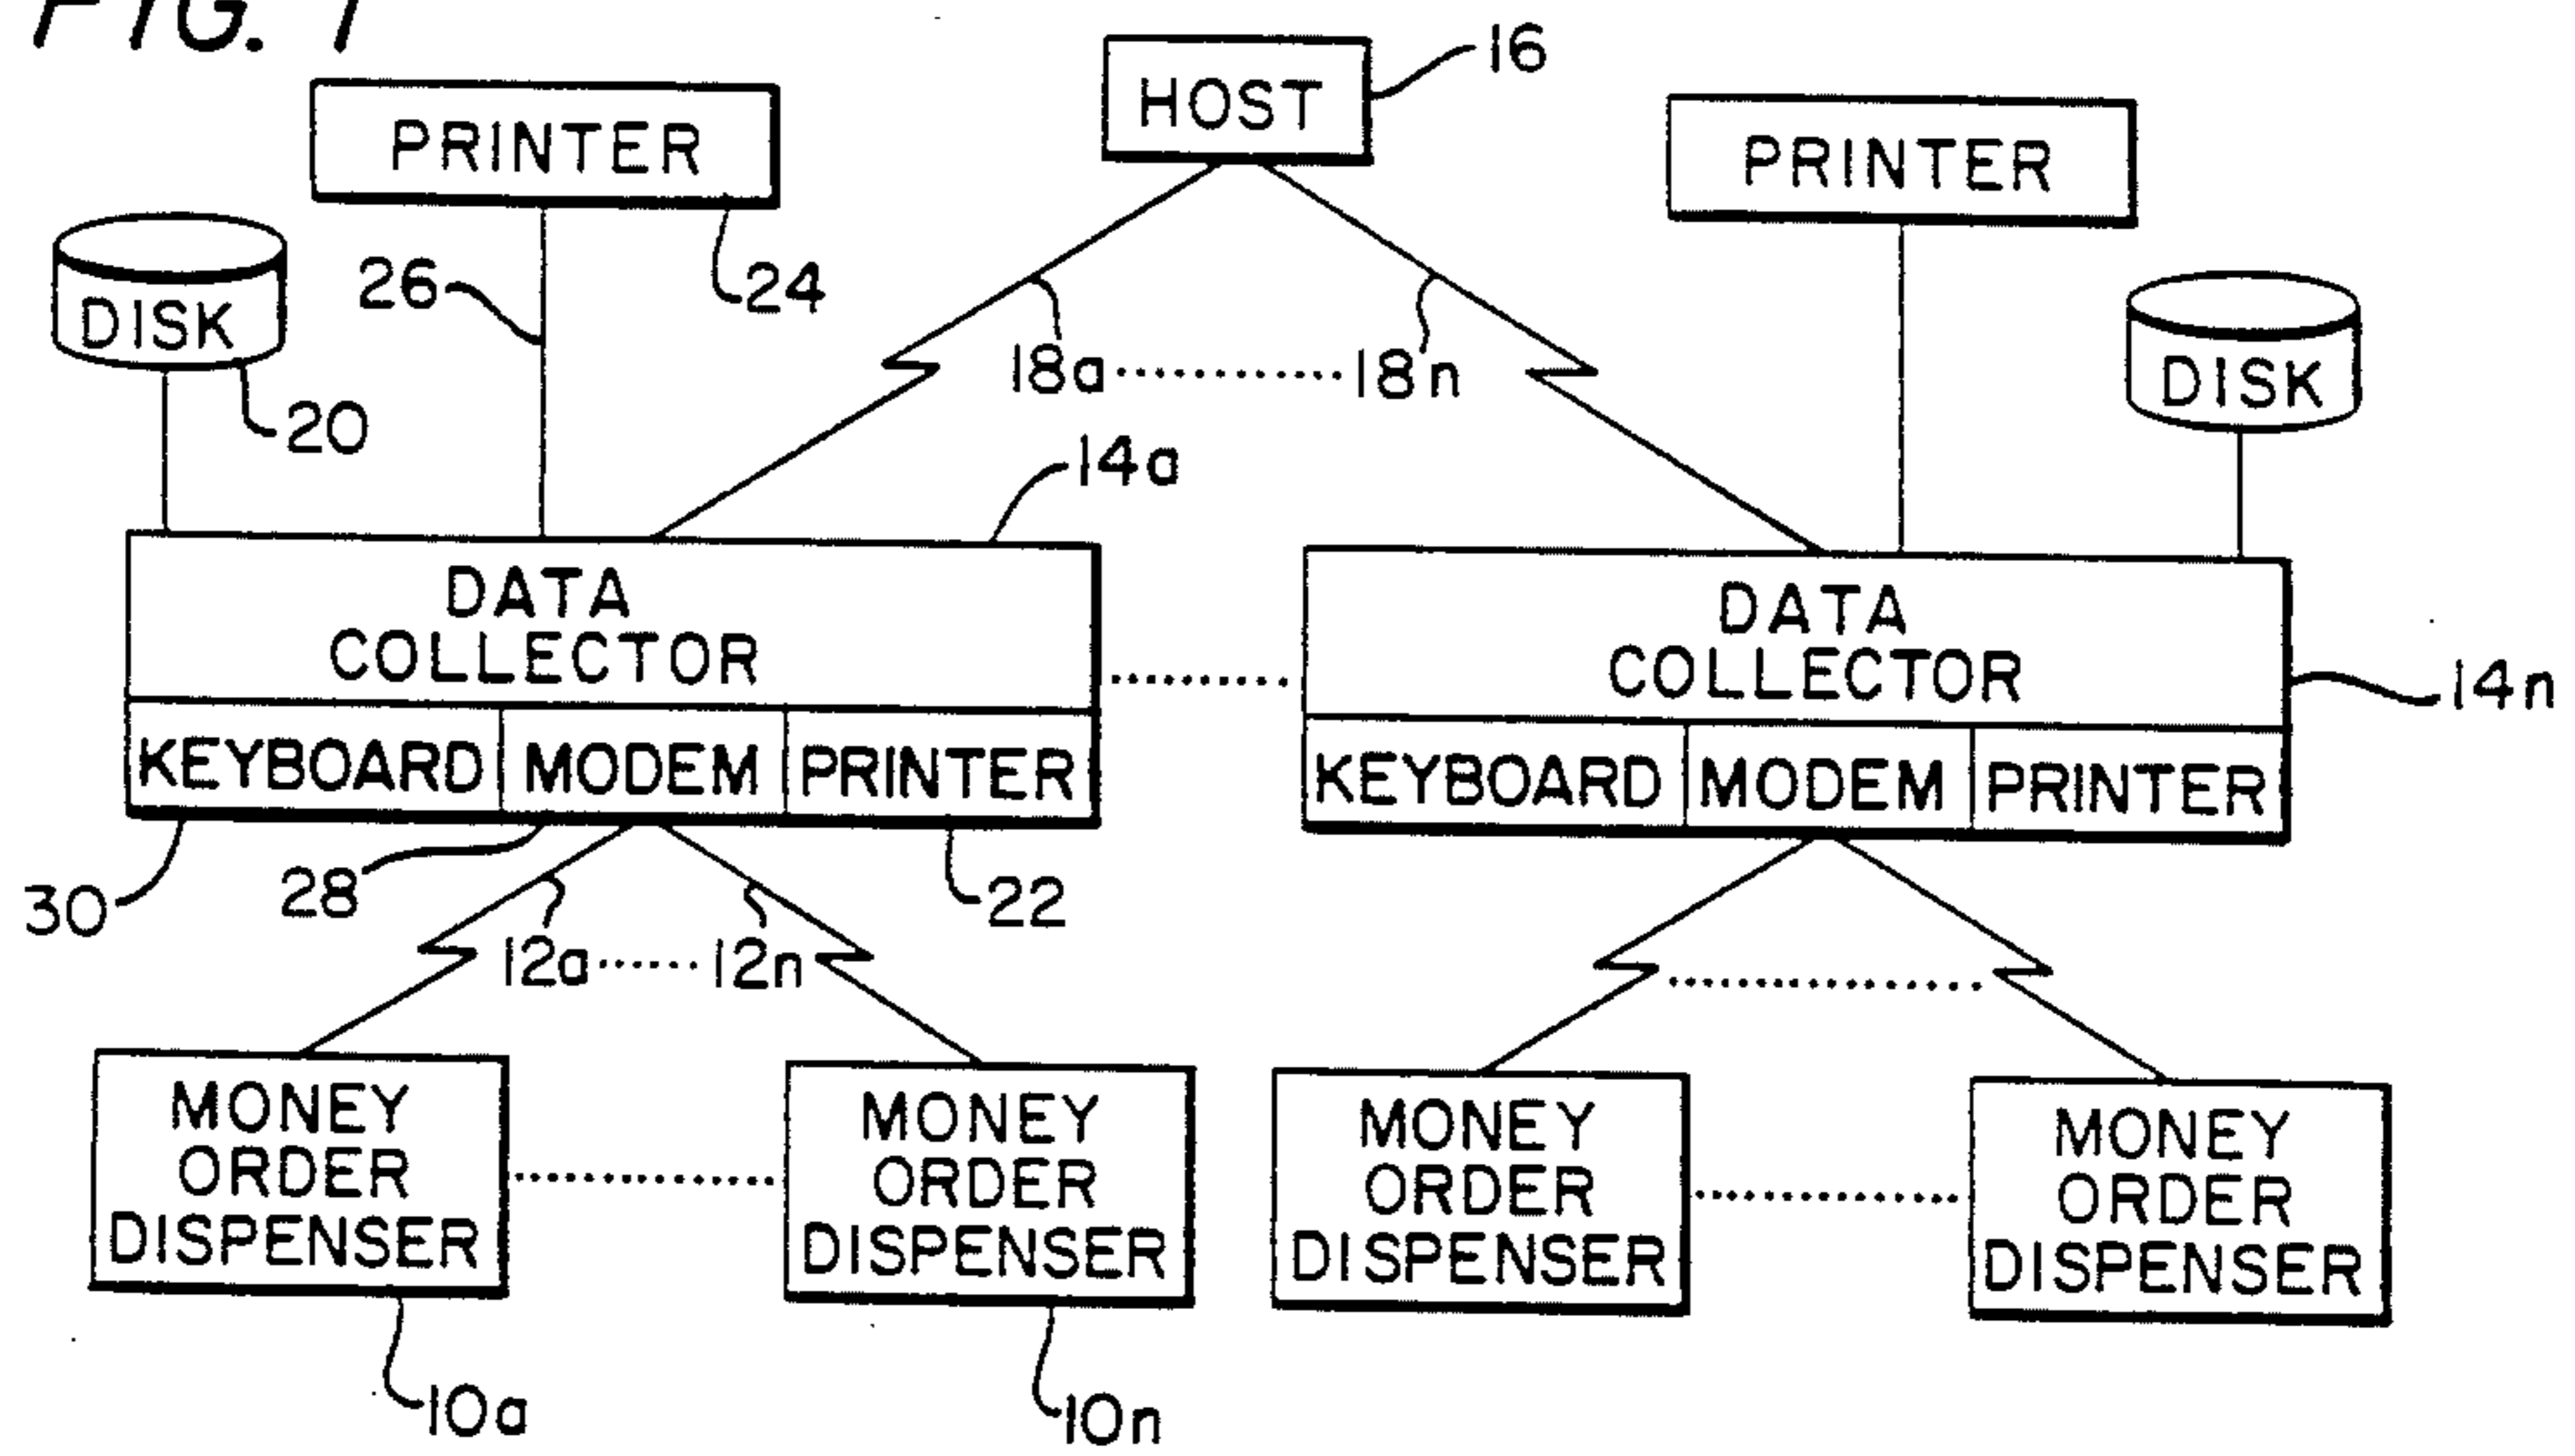 FIG. 1
HOST
16
PRINTER
PRINTER
24
26
DISK
20
DISK
18a
18n
14a
DATA
COLLECTOR
KEYBOARD
MODEM
PRINTER
DATA
COLLECTOR
KEYBOARD
MODEM
PRINTER
14n
30
28
22
12a
12n
MONEY
ORDER
DISPENSER
MONEY
ORDER
DISPENSER
MONEY
ORDER
DISPENSER
MONEY
ORDER
DISPENSER
10a
10n